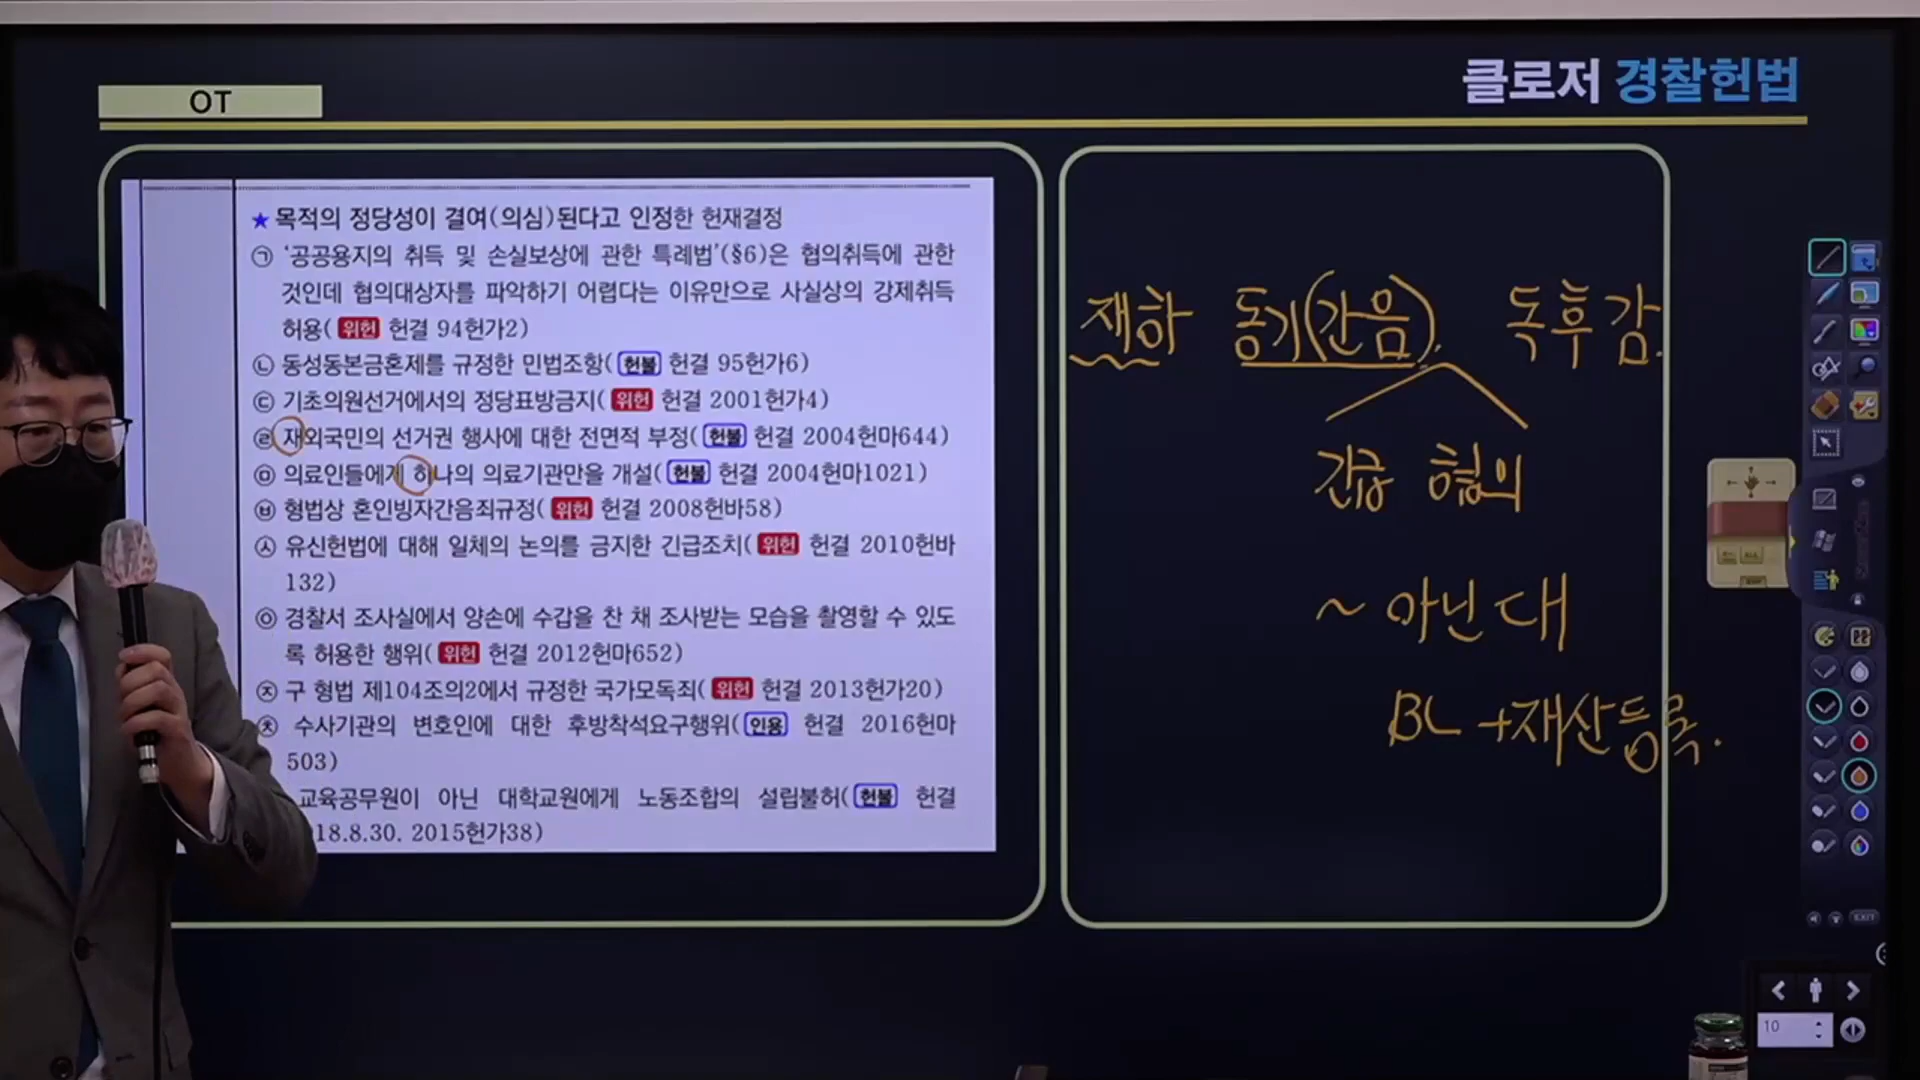 OT
클로저 경찰헌법
★ 목적의 정당성이 결여(의심)된다고 인정한 헌재결정
㉠ ‘공공용지의 취득 및 손실보상에 관한 특례법’(§6)은 협의취득에 관한
것인데 협의대상자를 파악하기 어렵다는 이유만으로 사실상의 강제취득
허용( 위헌 헌결 94헌가2)
㉡ 동성동본금혼제를 규정한 민법조항( 헌불 헌결 95헌가6)
㉢ 기초의원선거에서의 정당표방금지( 위헌 헌결 2001헌가4)
㉣ 재외국민의 선거권 행사에 대한 전면적 부정( 헌불 헌결 2004헌마644)
㉤ 의료인들에게 하나의 의료기관만을 개설( 헌불 헌결 2004헌마1021)
㉥ 형법상 혼인빙자간음죄규정( 위헌 헌결 2008헌바58)
㉦ 유신헌법에 대해 일체의 논의를 금지한 긴급조치( 위헌 헌결 2010헌바
132)
㉧ 경찰서 조사실에서 양손에 수갑을 찬 채 조사받는 모습을 촬영할 수 있도
록 허용한 행위( 위헌 헌결 2012헌마652)
㉨ 구 형법 제104조의2에서 규정한 국가모독죄( 위헌 헌결 2013헌가20)
㉩ 수사기관의 변호인에 대한 후방착석요구행위( 인용 헌결 2016헌마
503)
교육공무원이 아닌 대학교원에게 노동조합의 설립불허( 헌불 헌결
18.8.30. 2015헌가38)
재하 동기(간음). 독후감.
긴급 협의
~ 아닌 대
BL +재산등록.
EXIT
10